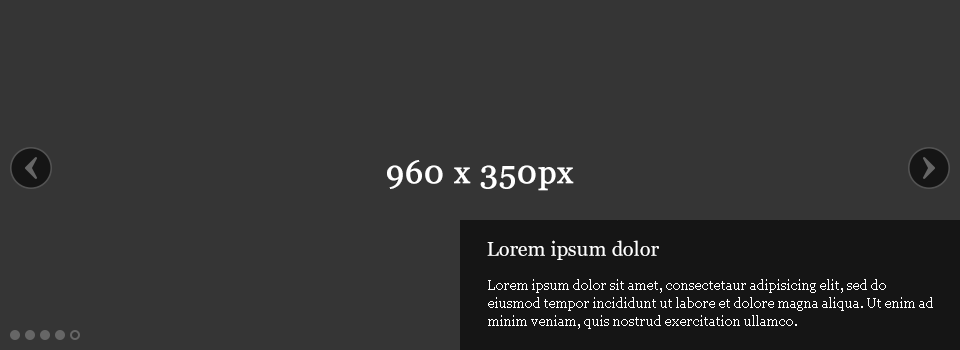 960 x 350px
Lorem ipsum dolor
Lorem ipsum dolor sit amet, consectetaur adipisicing elit, sed do
eiusmod tempor incididunt ut labore et dolore magna aliqua. Ut enim ad
minim veniam, quis nostrud exercitation ullamco.